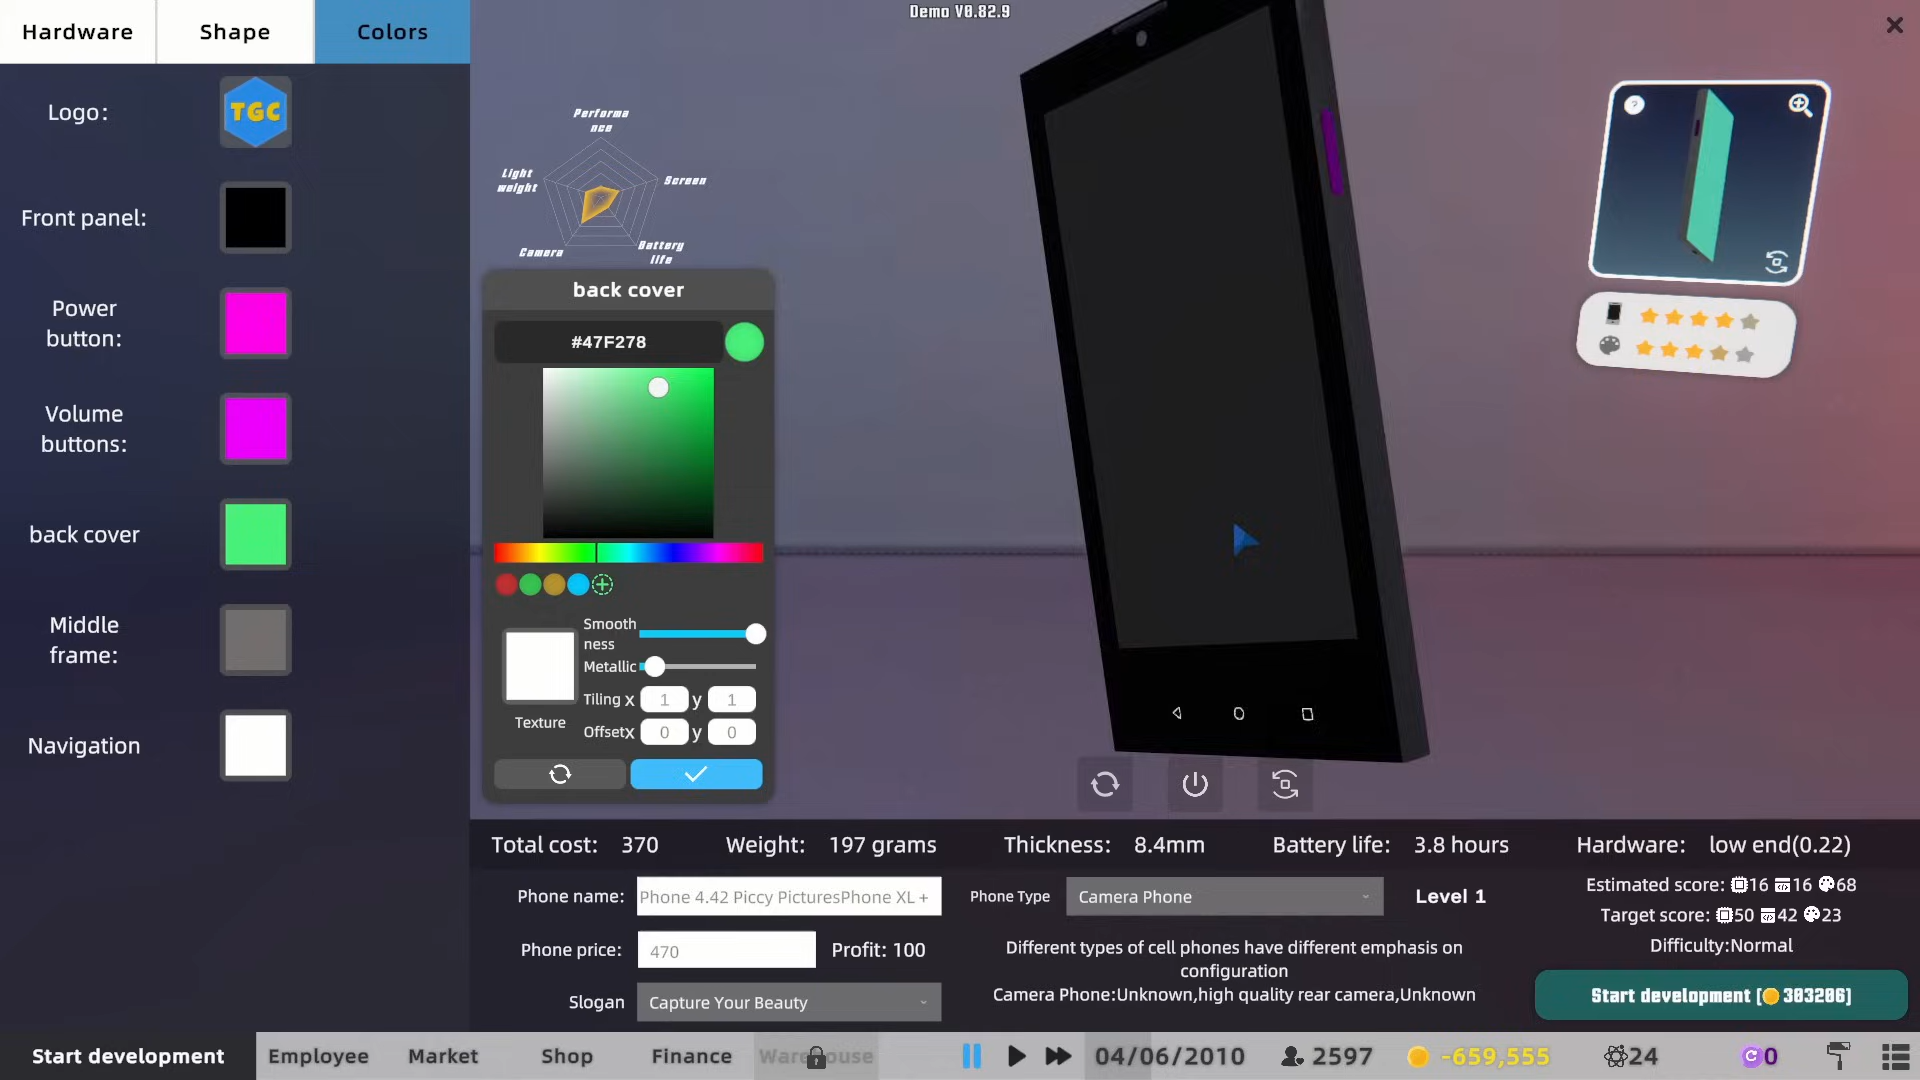 Demo V0.82.9
Hardware
Shape
Colors
Logo:
TGC
Front panel:
Power
button:
Volume
buttons:
back cover
Middle
frame:
Navigation
Performa
nce
Light
weight
Screen
Camera
Battery
life
back cover
#47F278
Smooth
ness
Metallic
Tiling x 1 y 1
Texture
Offsetx 0 y 0
?
Total cost: 370
Weight: 197 grams
Thickness: 8.4mm
Battery life: 3.8 hours
Hardware: low end(0.22)
Phone name: Phone 4.42 Piccy PicturesPhone XL +
Phone Type Camera Phone
Level 1
Phone price: 470
Profit: 100
Slogan Capture Your Beauty
Different types of cell phones have different emphasis on
configuration
Camera Phone:Unknown,high quality rear camera,Unknown
Estimated score: 16 16 68
Target score: 50 42 23
Difficulty:Normal
Start development [303206]
Start development
Employee
Market
Shop
Finance
Warehouse
04/06/2010
2597
-659,555
24
0